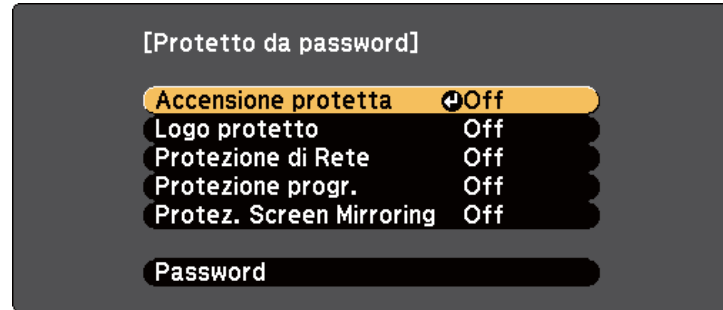 [Protetto da password]
Accensione protetta Off
Logo protetto Off
Protezione di Rete Off
Protezione progr. Off
Protez. Screen Mirroring Off
Password